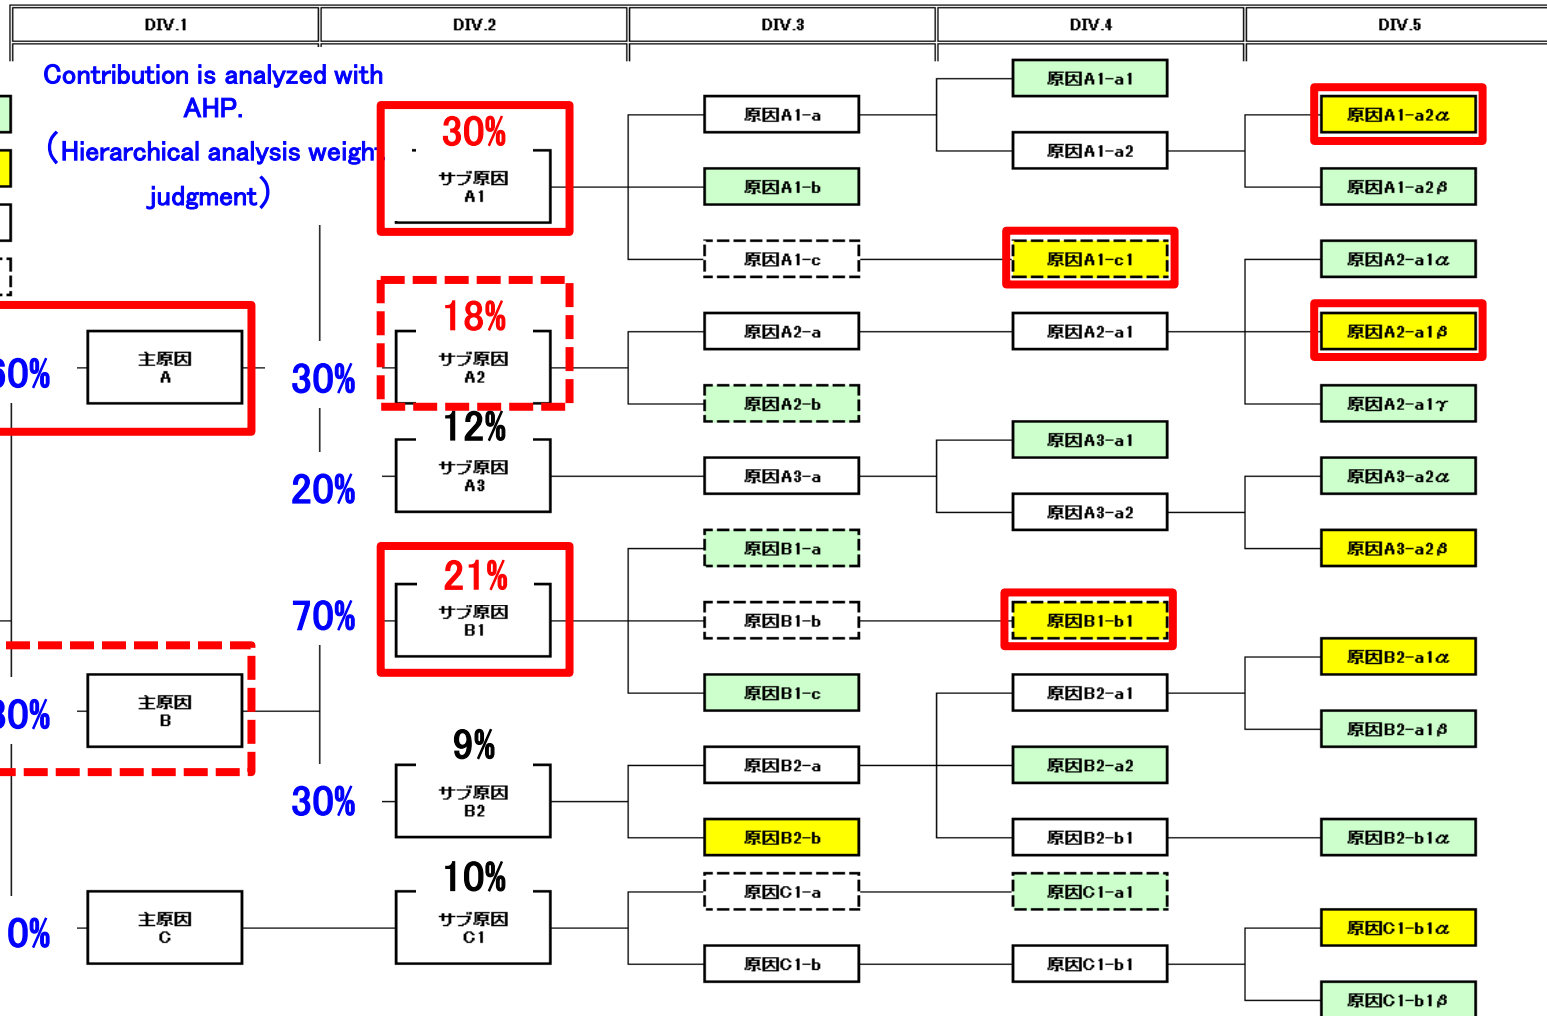 DIV.1
DIV.2
DIV.3
DIV.4
DIV.5
Contribution is analyzed with
AHP.
(Hierarchical analysis weight
judgment)
30%
サブ原因
A1
原因A1-a
原因A1-b
原因A1-c
原因A1-a1
原因A1-a2
原因A1-c1
原因A1-a2α
原因A1-a2β
60%
主原因
A
30%
18%
サブ原因
A2
原因A2-a
原因A2-b
原因A2-a1
原因A2-a1α
原因A2-a1β
原因A2-a1γ
20%
12%
サブ原因
A3
原因A3-a
原因A3-a1
原因A3-a2
原因A3-a2α
原因A3-a2β
30%
主原因
B
70%
21%
サブ原因
B1
原因B1-a
原因B1-b
原因B1-c
原因B1-b1
30%
9%
サブ原因
B2
原因B2-a
原因B2-b
原因B2-a1
原因B2-a2
原因B2-b1
原因B2-a1α
原因B2-a1β
原因B2-b1α
0%
主原因
C
10%
サブ原因
C1
原因C1-a
原因C1-b
原因C1-a1
原因C1-b1
原因C1-b1α
原因C1-b1β